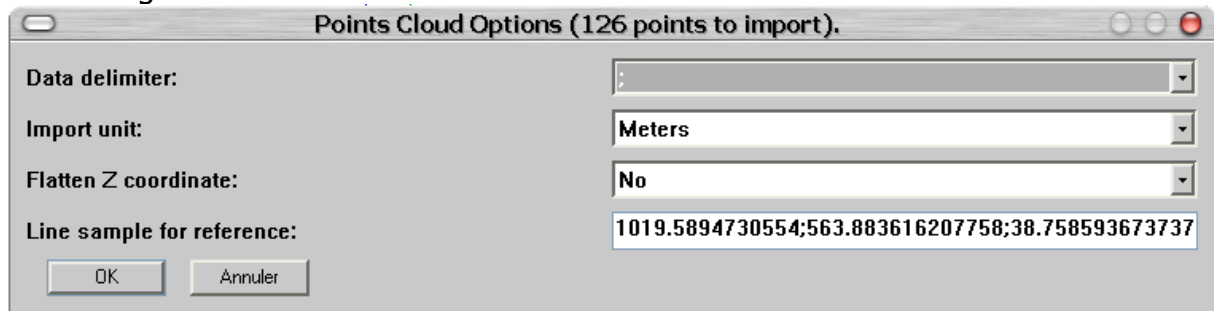 Points Cloud Options (126 points to import).
Data delimiter: ;
Import unit: Meters
Flatten Z coordinate: No
Line sample for reference: 1019.5894730554;563.883616207758;38.758593673737
OK Annuler